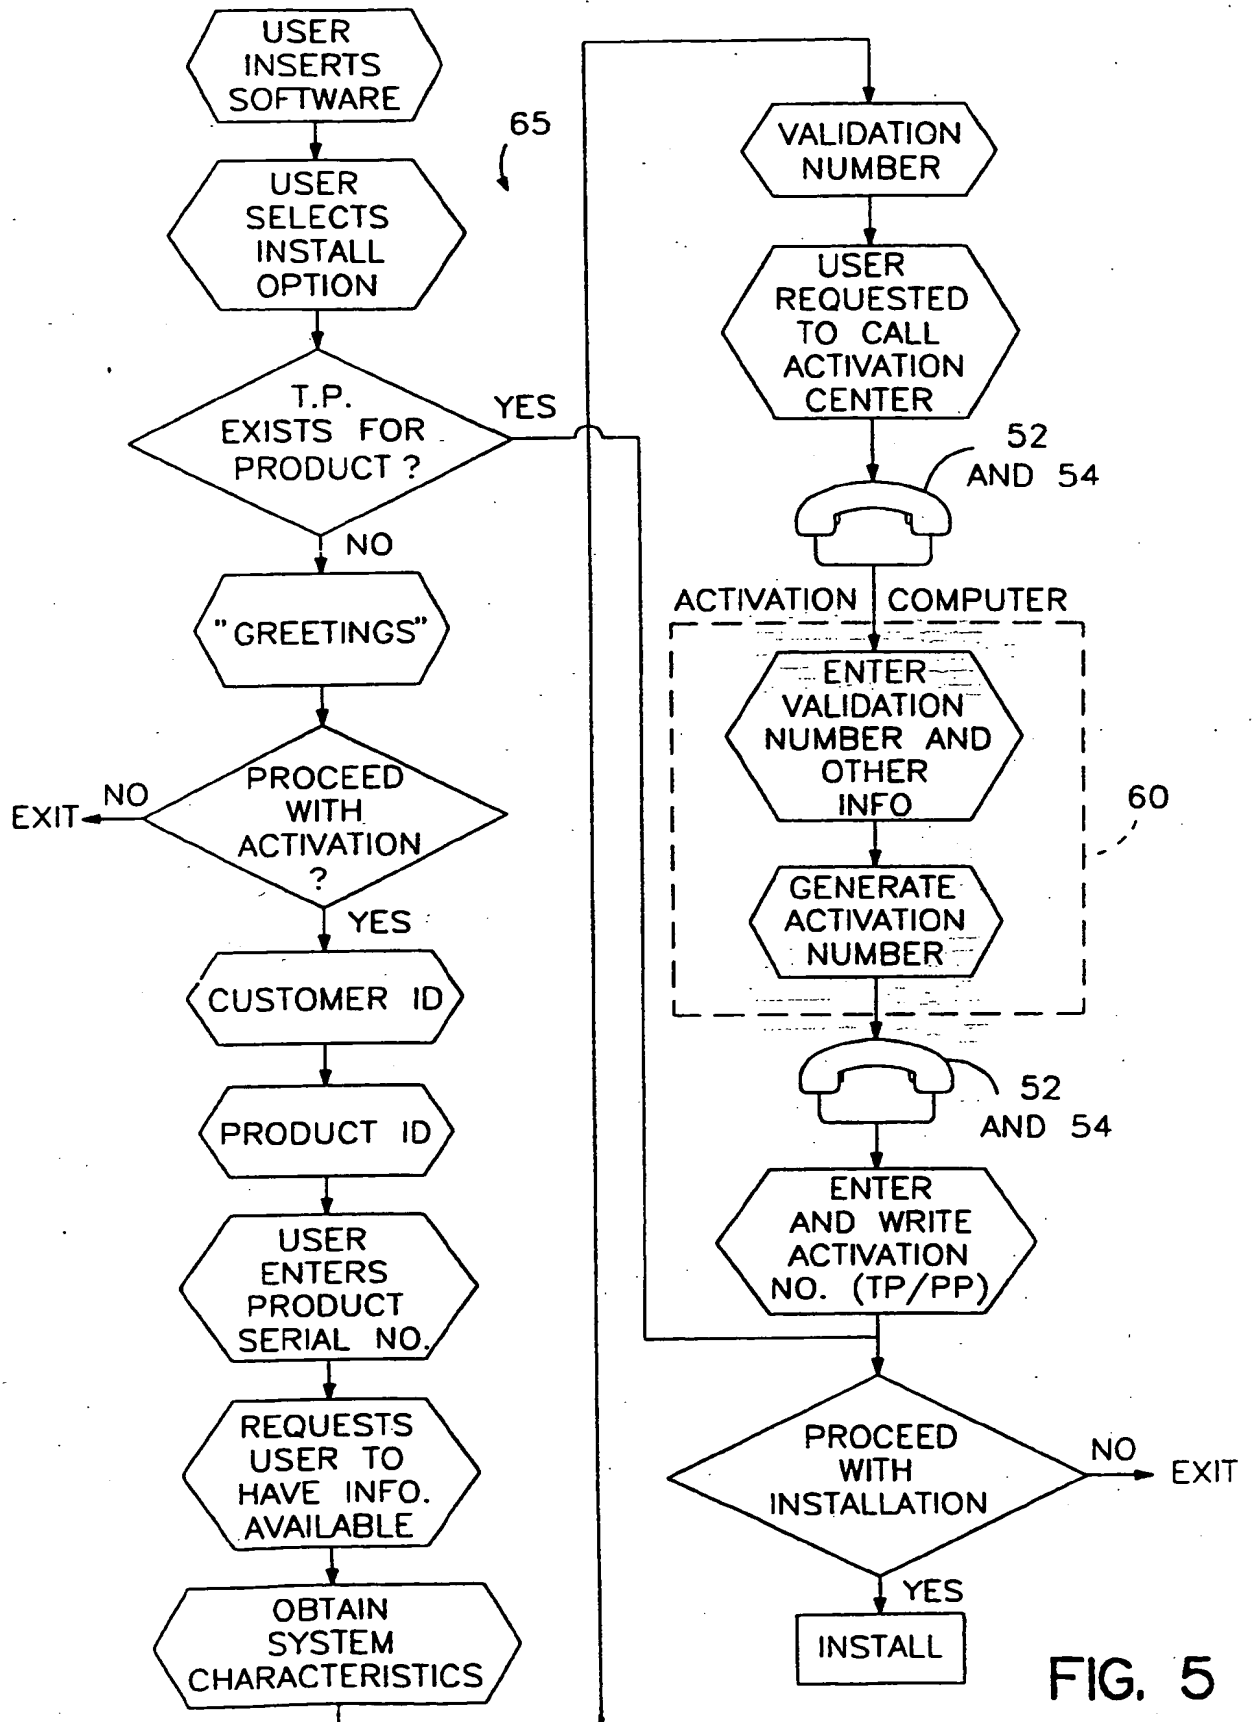 USER
INSERTS
SOFTWARE
65
USER
SELECTS
INSTALL
OPTION
T.P.
EXISTS FOR
PRODUCT ?
YES
NO
"GREETINGS"
PROCEED
WITH
ACTIVATION
?
NO
EXIT
YES
CUSTOMER ID
PRODUCT ID
USER
ENTERS
PRODUCT
SERIAL NO.
REQUESTS
USER TO
HAVE INFO.
AVAILABLE
OBTAIN
SYSTEM
CHARACTERISTICS
VALIDATION
NUMBER
USER
REQUESTED
TO CALL
ACTIVATION
CENTER
52
AND 54
ACTIVATION COMPUTER
ENTER
VALIDATION
NUMBER AND
OTHER
INFO
60
GENERATE
ACTIVATION
NUMBER
52
AND 54
ENTER
AND WRITE
ACTIVATION
NO. (TP/PP)
PROCEED
WITH
INSTALLATION
NO
EXIT
YES
INSTALL
FIG. 5